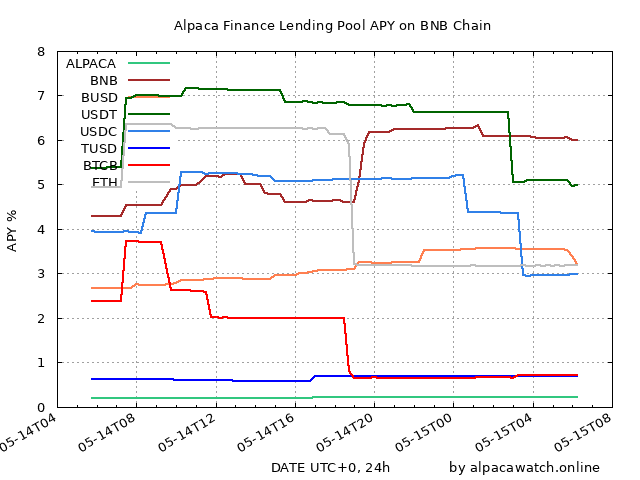 Alpaca Finance Lending Pool APY on BNB Chain
8
7
6
5
4
3
2
1
0
APY %
ALPACA
BNB
BUSD
USDT
USDC
TUSD
BTCB
ETH
05-14T04
05-14T08
05-14T12
05-14T16
05-14T20
05-15T00
05-15T04
05-15T08
DATE UTC+0, 24h
by alpacawatch.online